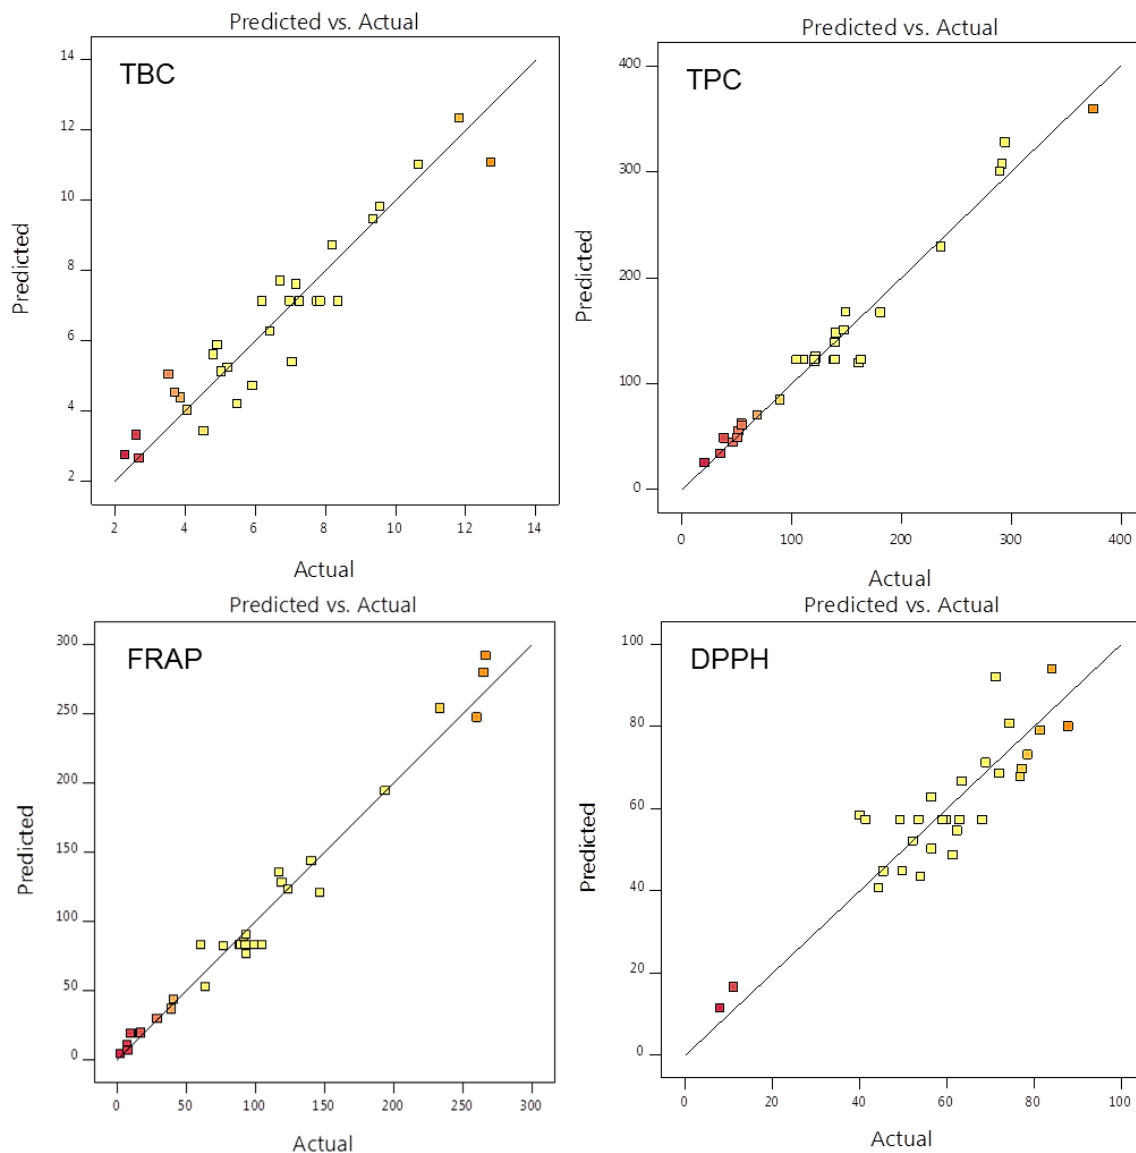 Predicted vs. Actual
TBC
14
12
10
8
6
4
2
Predicted
2 4 6 8 10 12 14
Actual
Predicted vs. Actual
TPC
400
300
200
100
0
Predicted
0 100 200 300 400
Actual
Predicted vs. Actual
FRAP
300
250
200
150
100
50
0
Predicted
0 50 100 150 200 250 300
Actual
Predicted vs. Actual
DPPH
100
80
60
40
20
0
Predicted
0 20 40 60 80 100
Actual